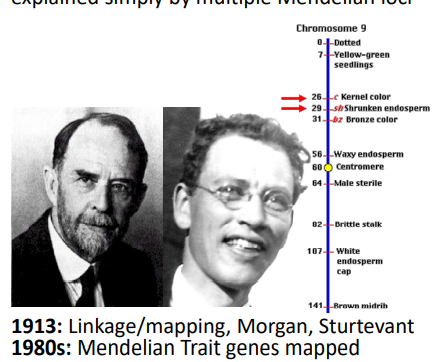 explained simply by multiple Mendelian loci
Chromosome 9
0 Dotted
7 Yellow-green
seedlings
26 c Kernel color
29 sh Shrunken endosperm
31 bz Bronze color
56 Waxy endosperm
60 Centromere
64 Male sterile
82 Brittle stalk
107 White
endosperm
cap
141 Brown midrib
1913: Linkage/mapping, Morgan, Sturtevant
1980s: Mendelian Trait genes mapped